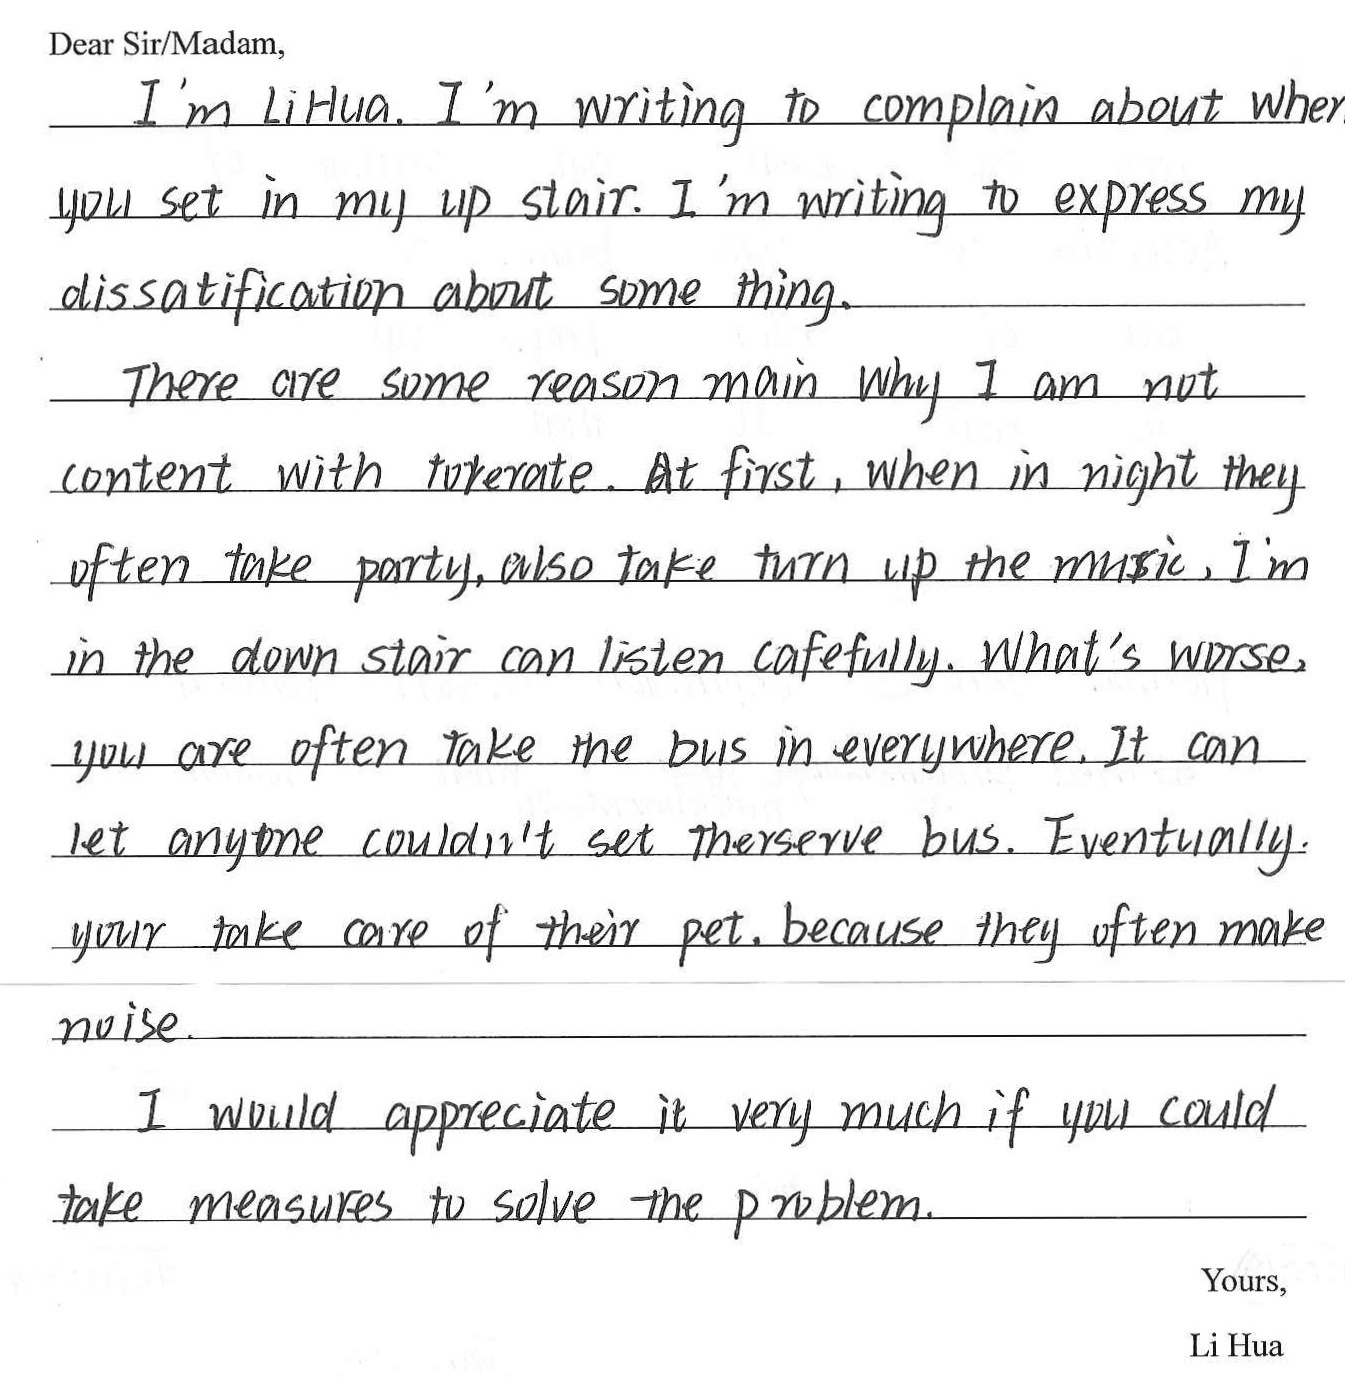 Dear Sir/Madam,
I'm LiHua. I'm writing to complain about when
you set in my up stair. I'm writing to express my
dissatification about some thing.
There are some reason main why I am not
content with torerate. At first, when in night they
often take party, also take turn up the music, I'm
in the down stair can listen cafefully. What's worse,
you are often take the bus in everywhere. It can
let anyone couldn't set therserve bus. Eventually.
your take care of their pet. because they often make
noise.
I would appreciate it very much if you could
take measures to solve the problem.
Yours,
Li Hua